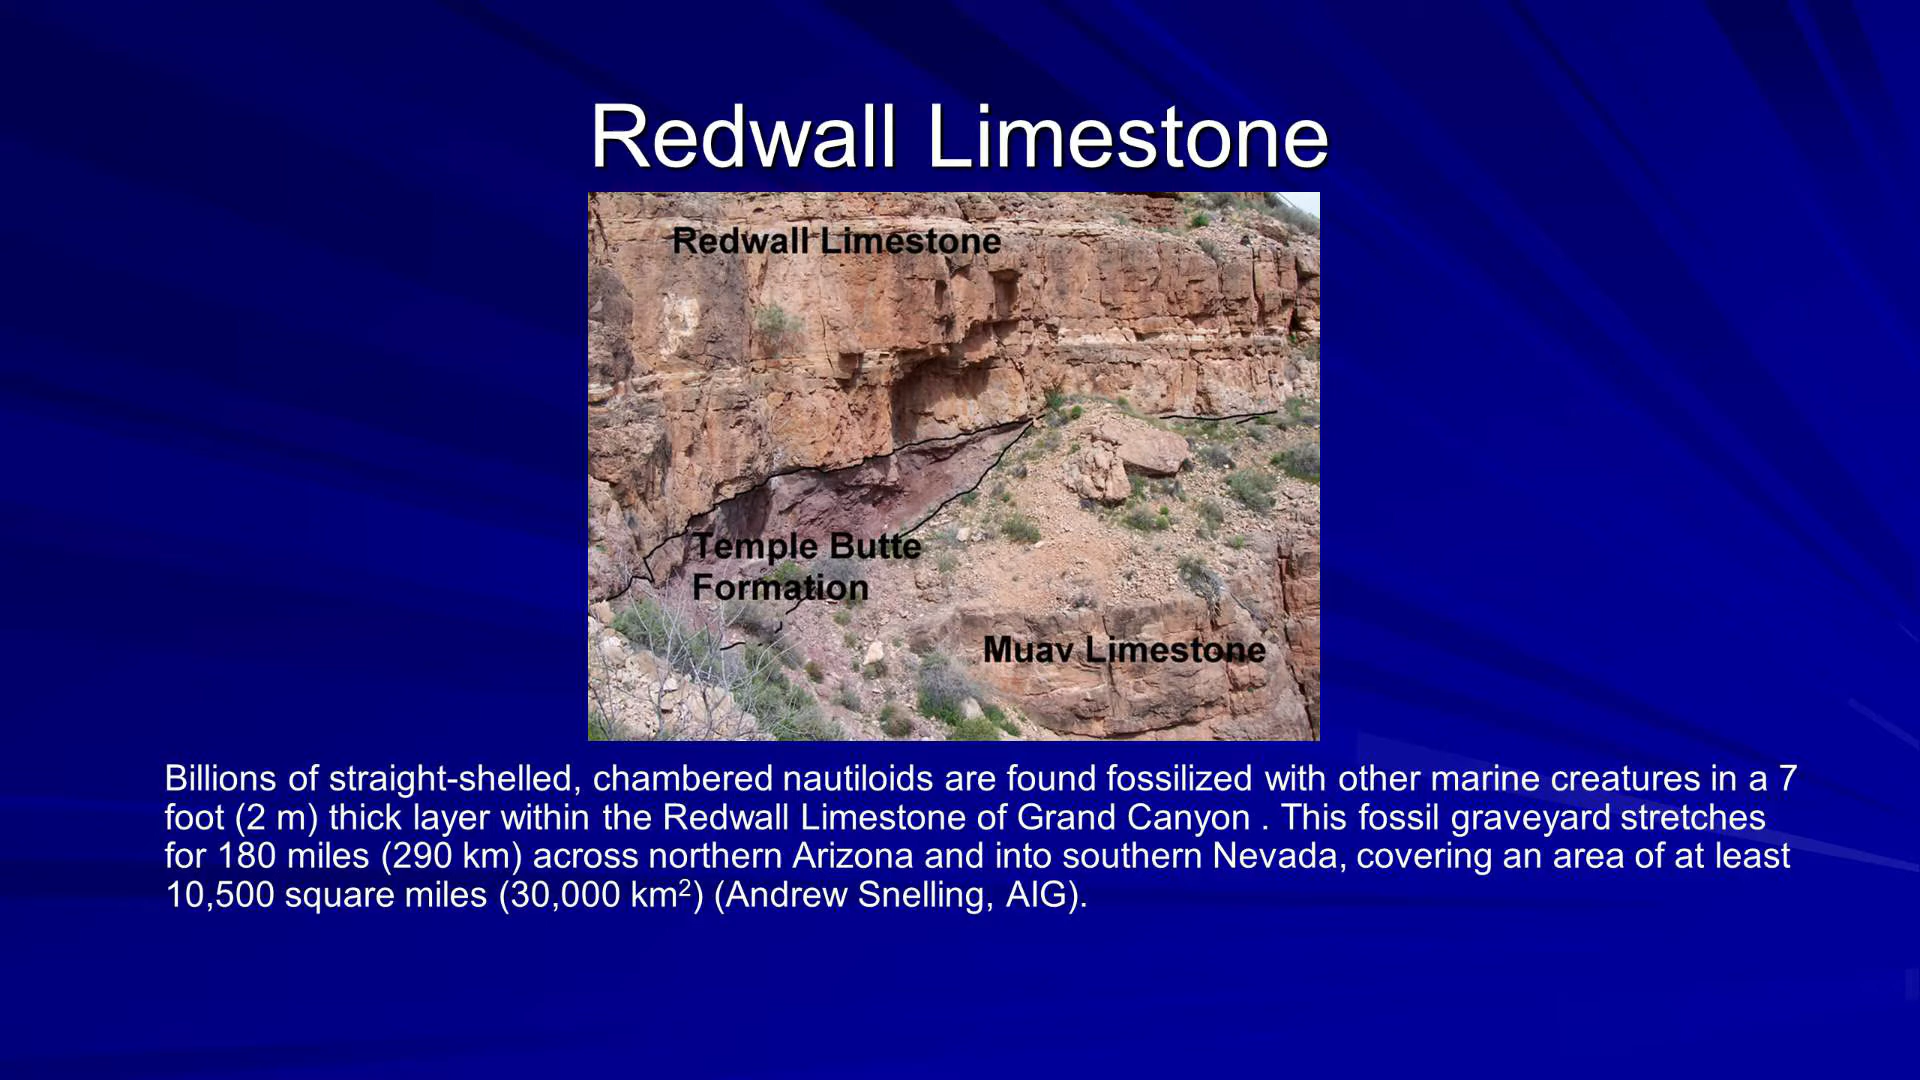 Redwall Limestone
Redwall Limestone
Temple Butte
Formation
Muav Limestone
Billions of straight-shelled, chambered nautiloids are found fossilized with other marine creatures in a 7
foot (2 m) thick layer within the Redwall Limestone of Grand Canyon . This fossil graveyard stretches
for 180 miles (290 km) across northern Arizona and into southern Nevada, covering an area of at least
10,500 square miles (30,000 km²) (Andrew Snelling, AIG).